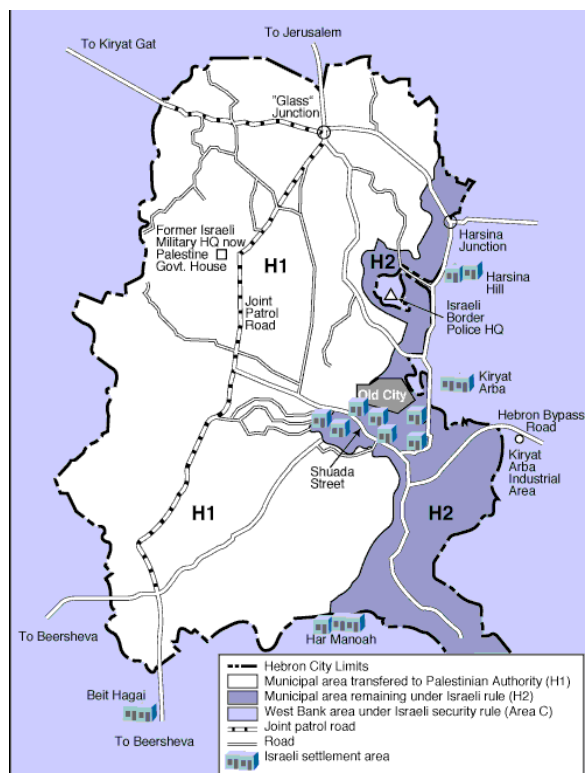 To Kiryat Gat
To Jerusalem
"Glass"
Junction
Harsina
Junction
Former Israeli
Military HQ now
Palestine
Govt. House
H1
H2
Harsina
Hill
Israeli
Border
Police HQ
Joint
Patrol
Road
Kiryat
Arba
Old City
Hebron Bypass
Road
Kiryat
Arba
Industrial
Area
Shuada
Street
H1
H2
To Beersheva
Har Manoah
Beit Hagai
To Beersheva
Hebron City Limits
Municipal area transfered to Palestinian Authority (H1)
Municipal area remaining under Israeli rule (H2)
West Bank area under Israeli security rule (Area C)
Joint patrol road
Road
Israeli settlement area